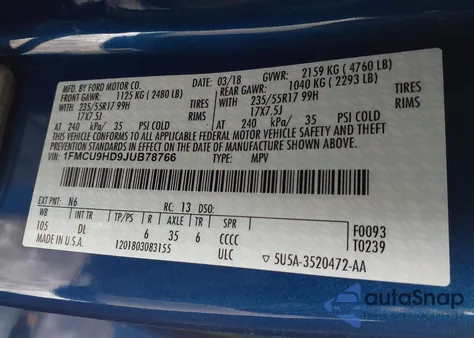 MFD. BY FORD MOTOR CO.
DATE: 03/18 GVWR: 2159 KG ( 4760 LB)
FRONT GAWR: 1125 KG ( 2480 LB) REAR GAWR: 1040 KG ( 2293 LB)
235/55R17 99H TIRES 235/55R17 99H TIRES
17X7.5J RIMS 17X7.5J RIMS
AT 240 kPa/ 35 PSI COLD AT 240 kPa/ 35 PSI COLD
THIS VEHICLE CONFORMS TO ALL APPLICABLE FEDERAL MOTOR VEHICLE SAFETY AND THEFT
PREVENTION STANDARDS IN EFFECT ON THE DATE OF MANUFACTURE SHOWN ABOVE.
VIN: 1FMCU9HD9JUB78766 TYPE: MPV
EXT PNT: N6 RC: 13 DSO:
WB INT TR TP/PS R AXLE TR SPR
105 DL 6 35 6 CCCC
F0093
T0239
MADE IN U.S.A. 1201803083155 ULC ▽ 5U5A-3520472-AA
autoSnap